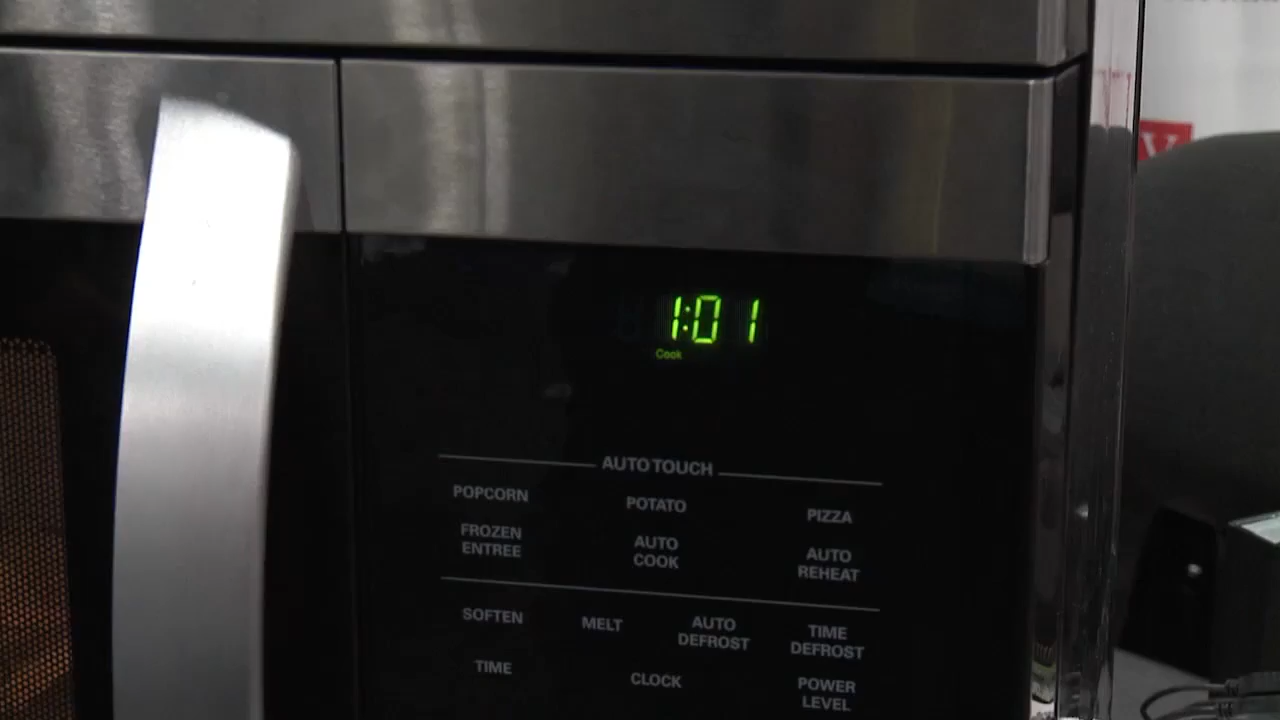 1:01
Cook
AUTO TOUCH
POPCORN
POTATO
PIZZA
FROZEN
ENTREE
AUTO
COOK
AUTO
REHEAT
SOFTEN
MELT
AUTO
DEFROST
TIME
DEFROST
TIME
CLOCK
POWER
LEVEL
V